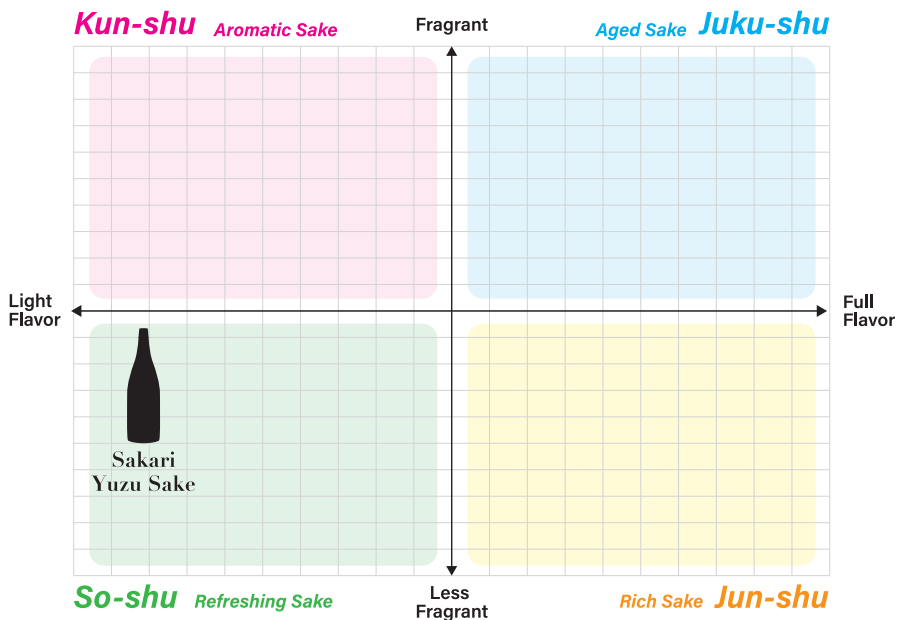 Kun-shu Aromatic Sake
Fragrant
Aged Sake Juku-shu
Light
Flavor
Full
Flavor
Sakari
Yuzu Sake
So-shu Refreshing Sake
Less
Fragrant
Rich Sake Jun-shu